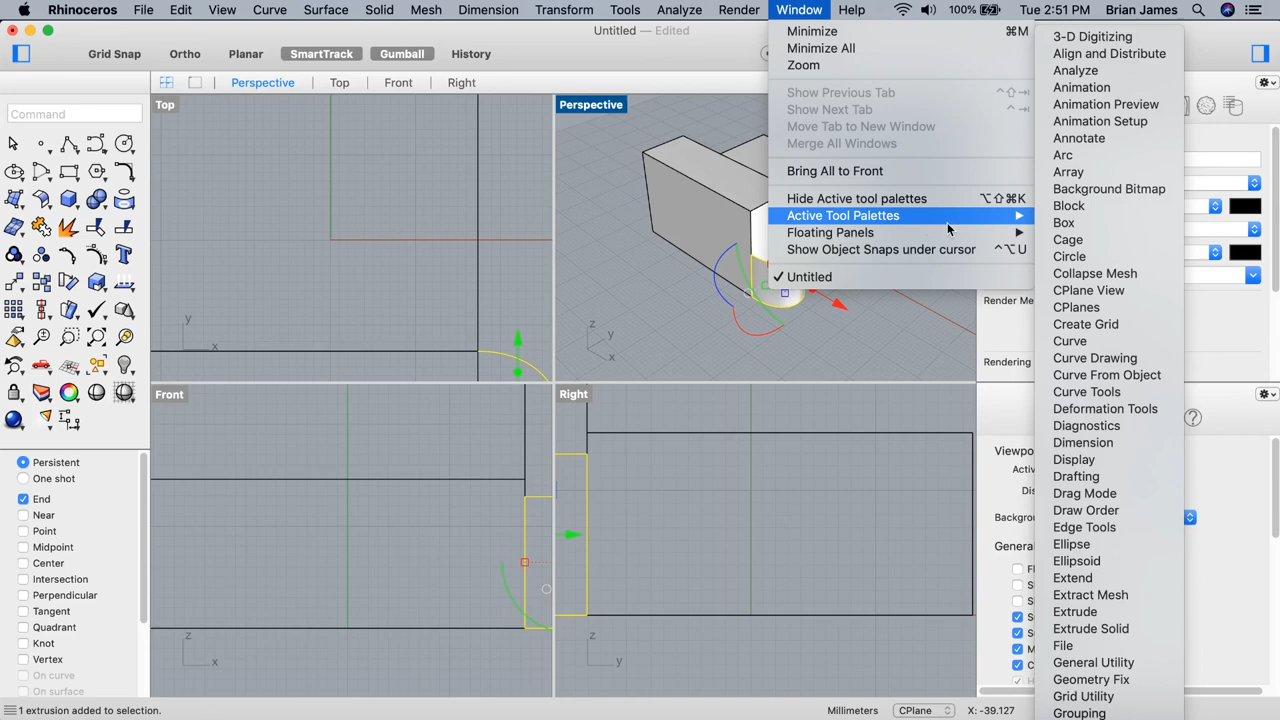 Rhinoceros File Edit View Curve Surface Solid Mesh Dimension Transform Tools Analyze Render Window Help 100% Tue 2:51 PM Brian James
Untitled — Edited
Grid Snap Ortho Planar SmartTrack Gumball History
Perspective Top Front Right
Command
Top
y
x
Perspective
z
y
x
Front
z
x
Right
z
y
Minimize ⌘M
Minimize All
Zoom
Show Previous Tab ^⇧⇥
Show Next Tab ^⇥
Move Tab to New Window
Merge All Windows
Bring All to Front
Hide Active tool palettes ⌥⇧⌘K
Active Tool Palettes
Floating Panels
Show Object Snaps under cursor ^⌥U
✓ Untitled
3-D Digitizing
Align and Distribute
Analyze
Animation
Animation Preview
Animation Setup
Annotate
Arc
Array
Background Bitmap
Block
Box
Cage
Circle
Collapse Mesh
CPlane View
CPlanes
Create Grid
Curve
Curve Drawing
Curve From Object
Curve Tools
Deformation Tools
Diagnostics
Dimension
Display
Drafting
Drag Mode
Draw Order
Edge Tools
Ellipse
Ellipsoid
Extend
Extract Mesh
Extrude
Extrude Solid
File
General Utility
Geometry Fix
Grid Utility
Grouping
Render Me
Rendering
Viewpo
Activ
Dis
Backgroun
General
Persistent
One shot
End
Near
Point
Midpoint
Center
Intersection
Perpendicular
Tangent
Quadrant
Knot
Vertex
On curve
On surface
1 extrusion added to selection. Millimeters CPlane X: -39.127